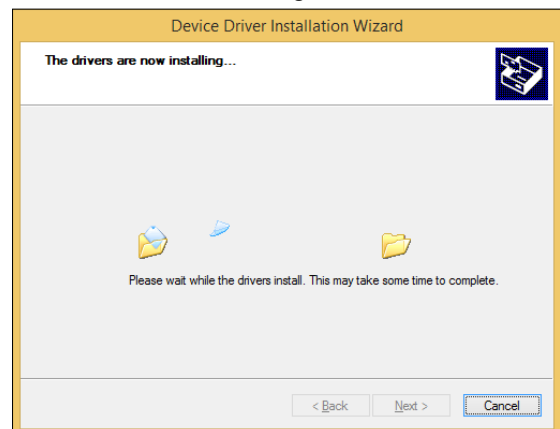 Device Driver Installation Wizard
The drivers are now installing...
Please wait while the drivers install. This may take some time to complete.
< Back Next > Cancel